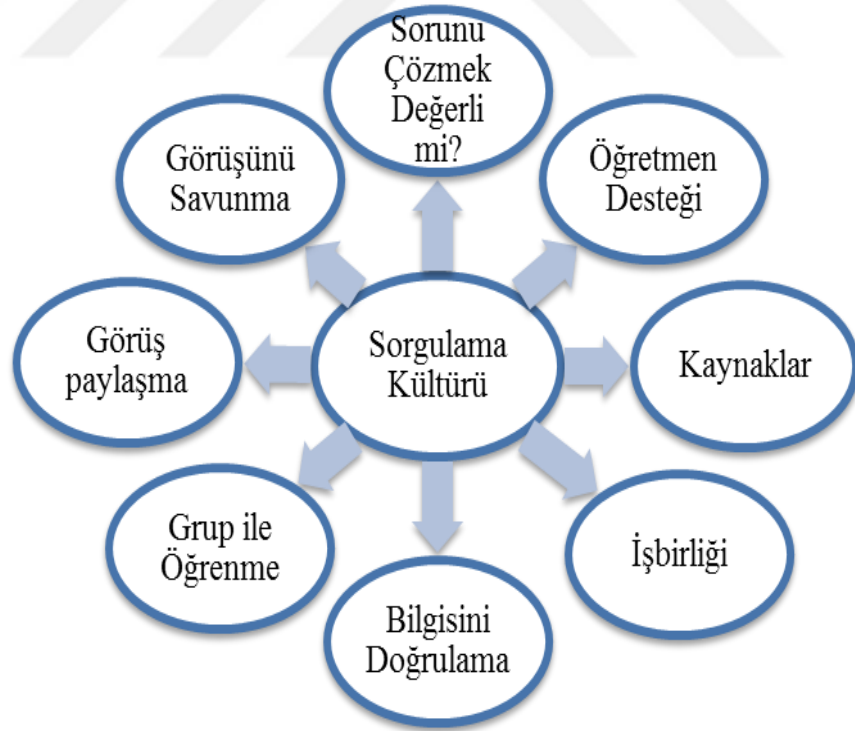 Sorunu
Çözmek
Değerli
mi?
Görüşünü
Savunma
Öğretmen
Desteği
Görüş
paylaşma
Sorgulama
Kültürü
Kaynaklar
Grup ile
Öğrenme
İşbirliği
Bilgisini
Doğrulama